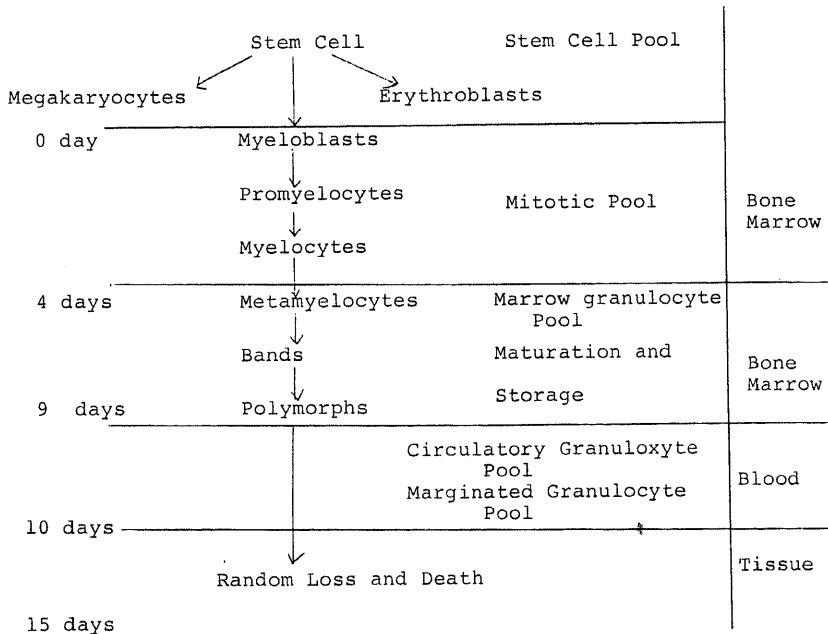 Stem Cell Stem Cell Pool
Megakaryocytes Erythroblasts
0 day Myeloblasts
Promyelocytes Mitotic Pool Bone
Marrow
Myelocytes
4 days Metamyelocytes Marrow granulocyte
Pool
Bands Maturation and Bone
Marrow
Storage
9 days Polymorphs
Circulatory Granuloxyte
Pool
Blood
Marginated Granulocyte
Pool
10 days
Tissue
Random Loss and Death
15 days